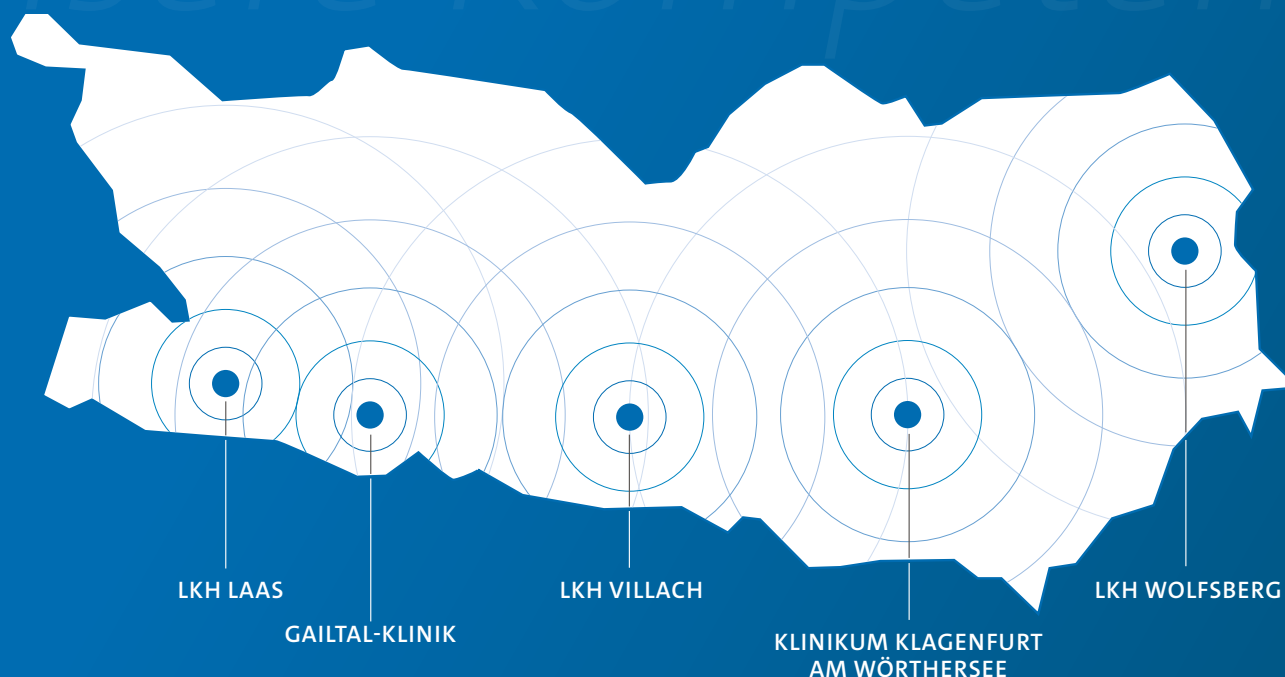 LKH LAAS
GAILTAL-KLINIK
LKH VILLACH
KLINIKUM KLAGENFURT
AM WÖRTHERSEE
LKH WOLFSBERG